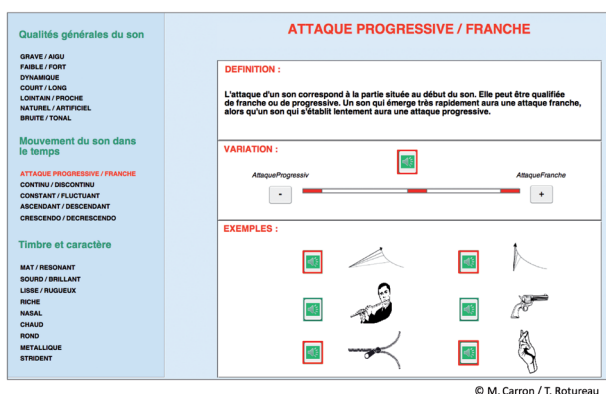 Qualités générales du son
GRAVE / AIGU
FAIBLE / FORT
DYNAMIQUE
COURT / LONG
LOINTAIN / PROCHE
NATUREL / ARTIFICIEL
BRUITE / TONAL
Mouvement du son dans
le temps
ATTAQUE PROGRESSIVE / FRANCHE
CONTINU / DISCONTINU
CONSTANT / FLUCTUANT
ASCENDANT / DESCENDANT
CRESCENDO / DECRESCENDO
Timbre et caractère
MAT / RESONANT
SOURD / BRILLANT
LISSE / RUGUEUX
RICHE
NASAL
CHAUD
ROND
METALLIQUE
STRIDENT
ATTAQUE PROGRESSIVE / FRANCHE
DEFINITION :
L'attaque d'un son correspond à la partie située au début du son. Elle peut être qualifiée
de franche ou de progressive. Un son qui émerge très rapidement aura une attaque franche,
alors qu'un son qui s'établit lentement aura une attaque progressive.
VARIATION :
AttaqueProgressiv
AttaqueFranche
-
+
EXEMPLES :
© M. Carron / T. Rotureau